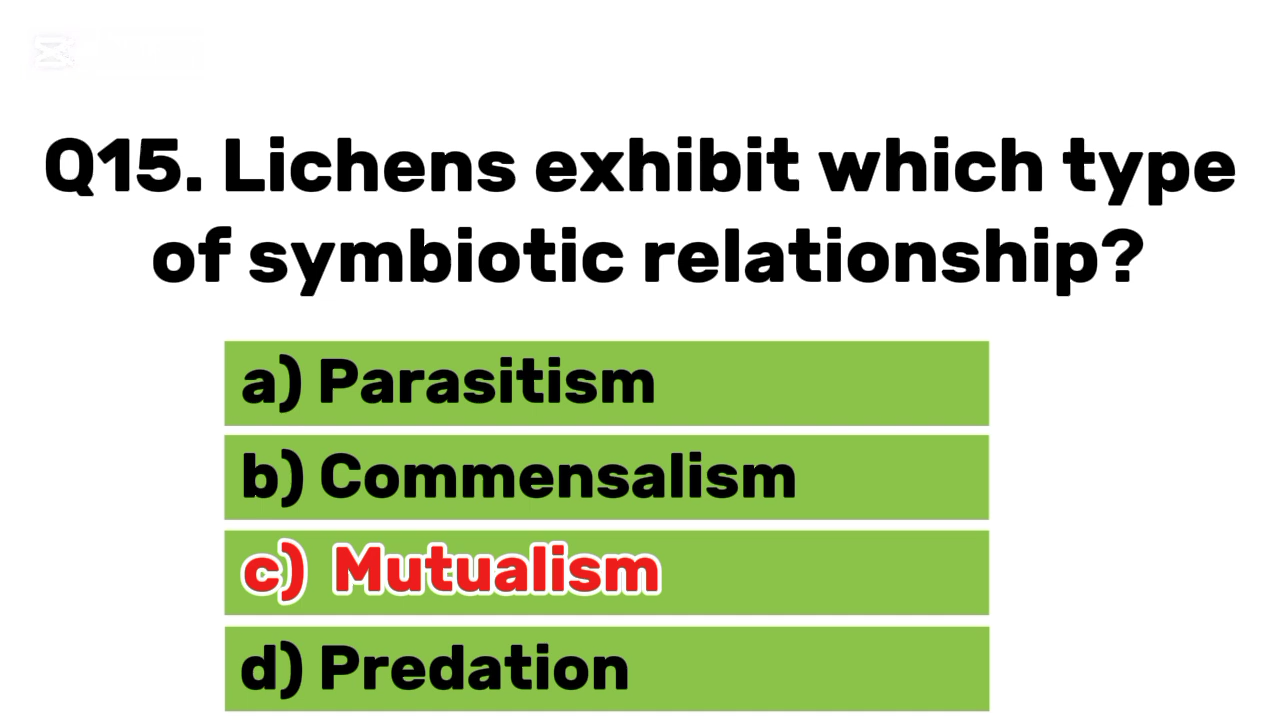 Q15. Lichens exhibit which type
of symbiotic relationship?
a) Parasitism
b) Commensalism
c) Mutualism
d) Predation